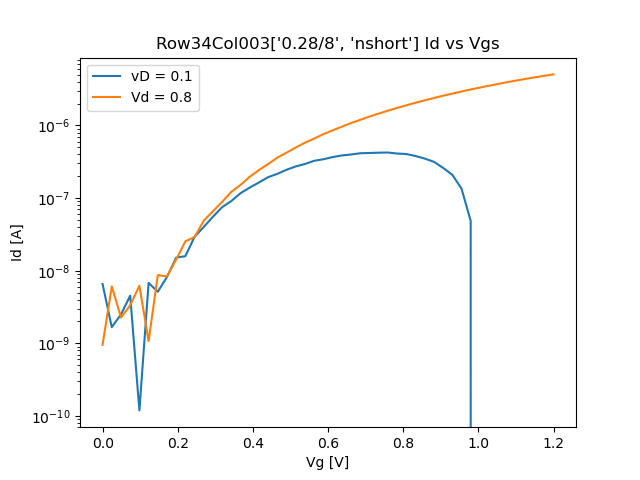 Row34Col003['0.28/8', 'nshort'] Id vs Vgs
vD = 0.1
Vd = 0.8
Id [A]
10⁻⁶
10⁻⁷
10⁻⁸
10⁻⁹
10⁻¹⁰
0.0 0.2 0.4 0.6 0.8 1.0 1.2
Vg [V]